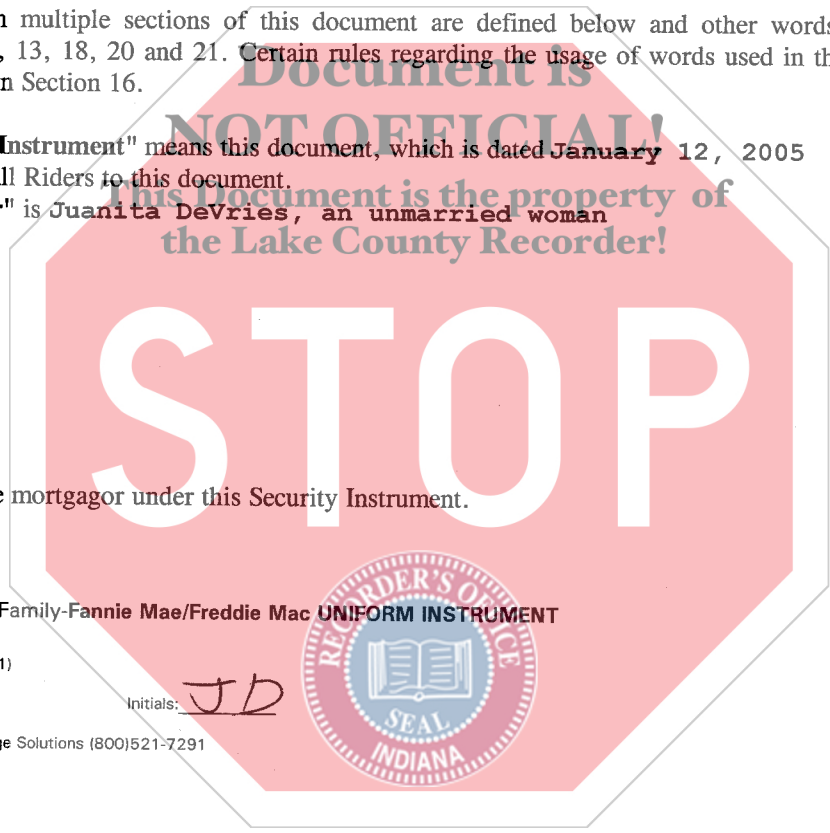 n multiple sections of this document are defined below and other words
, 13, 18, 20 and 21. Certain rules regarding the usage of words used in th
n Section 16.
Document is
NOT OFFICIAL!
Instrument" means this document, which is dated January 12, 2005
ll Riders to this document.
This Document is the property of
" is Juanita DeVries, an unmarried woman
the Lake County Recorder!
STOP
e mortgagor under this Security Instrument.
Family-Fannie Mae/Freddie Mac UNIFORM INSTRUMENT
1)
Initials: JD
ge Solutions (800)521-7291
RECORDER'S OFFICE
SEAL
INDIANA